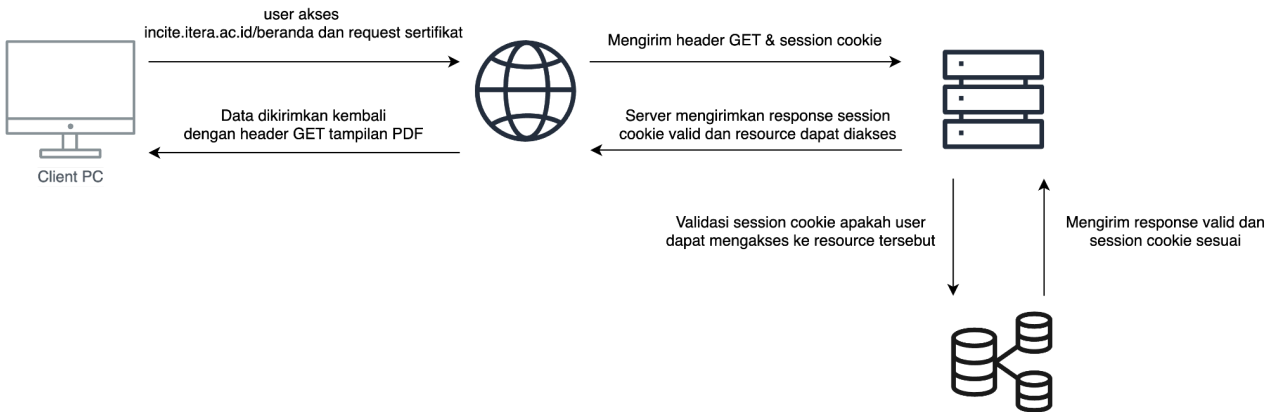 user akses
incite.itera.ac.id/beranda dan request sertifikat
Mengirim header GET & session cookie
Data dikirimkan kembali
dengan header GET tampilan PDF
Server mengirimkan response session
cookie valid dan resource dapat diakses
Client PC
Validasi session cookie apakah user
dapat mengakses ke resource tersebut
Mengirim response valid dan
session cookie sesuai